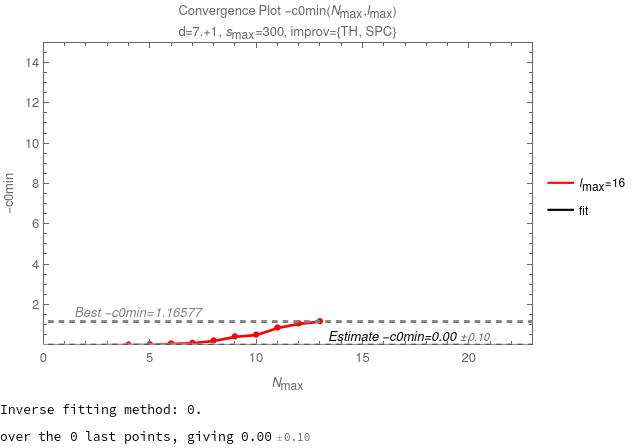 Convergence Plot −c0min(Nmax,lmax)
d=7.+1, smax=300, improv={TH, SPC}
14
12
10
8
6
4
2
−c0min
lmax=16
fit
Best −c0min=1.16577
Estimate −c0min=0.00 ±0.10
0 5 10 15 20
Nmax
Inverse fitting method: 0.
over the 0 last points, giving 0.00 ±0.10